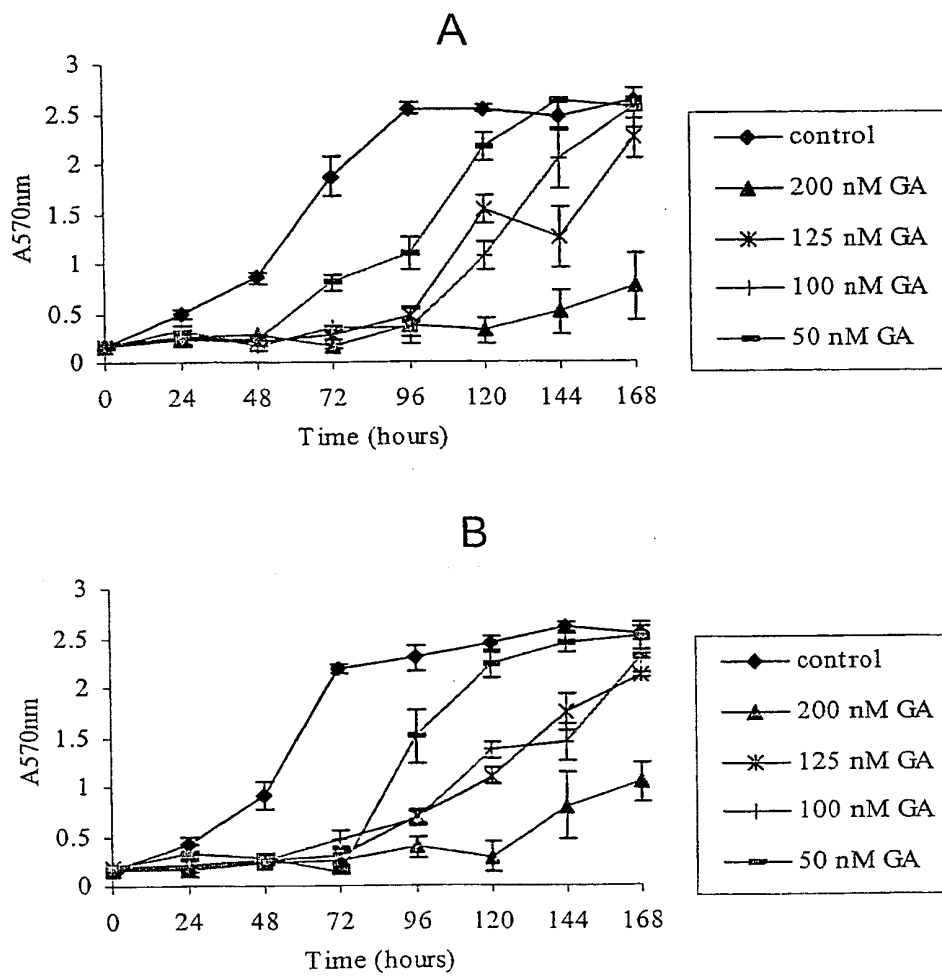 A
3
2.5
2
1.5
1
0.5
0
A570nm
0 24 48 72 96 120 144 168
Time (hours)
control
200 nM GA
125 nM GA
100 nM GA
50 nM GA
B
3
2.5
2
1.5
1
0.5
0
A570nm
0 24 48 72 96 120 144 168
Time (hours)
control
200 nM GA
125 nM GA
100 nM GA
50 nM GA